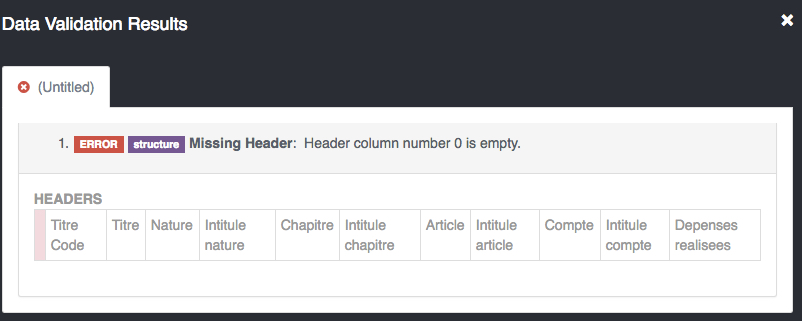 Data Validation Results
(Untitled)
1. ERROR structure Missing Header: Header column number 0 is empty.
HEADERS
Titre Code Titre Nature Intitule nature Chapitre Intitule chapitre Article Intitule article Compte Intitule compte Depenses realisees